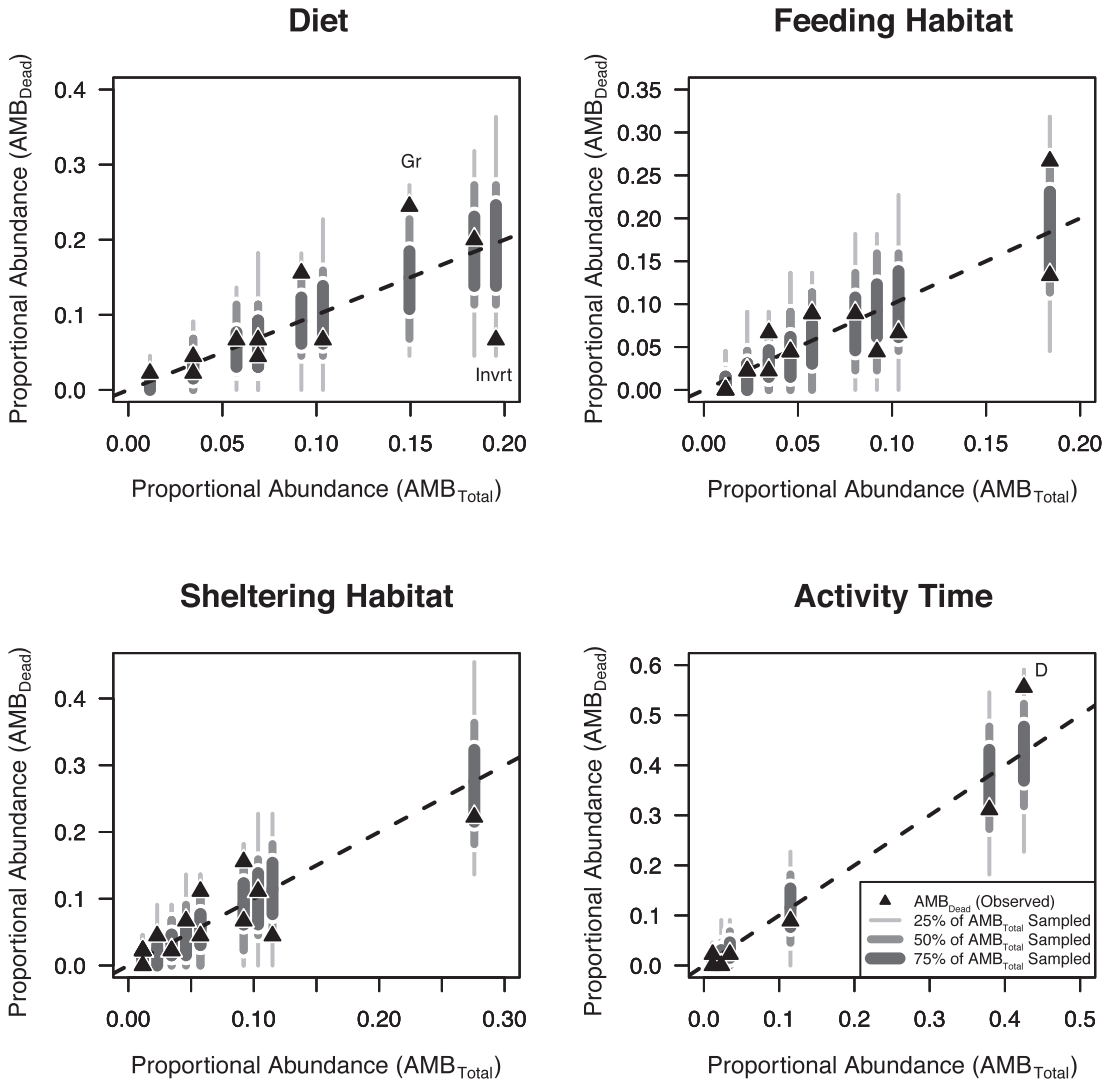 Diet
Proportional Abundance (AMBDead)
0.4
0.3
0.2
0.1
0.0
Gr
Invrt
0.00 0.05 0.10 0.15 0.20
Proportional Abundance (AMBTotal)
Feeding Habitat
Proportional Abundance (AMBDead)
0.35
0.30
0.25
0.20
0.15
0.10
0.05
0.00
0.00 0.05 0.10 0.15 0.20
Proportional Abundance (AMBTotal)
Sheltering Habitat
Proportional Abundance (AMBDead)
0.4
0.3
0.2
0.1
0.0
0.00 0.10 0.20 0.30
Proportional Abundance (AMBTotal)
Activity Time
Proportional Abundance (AMBDead)
0.6
0.5
0.4
0.3
0.2
0.1
0.0
D
AMBDead (Observed)
25% of AMBTotal Sampled
50% of AMBTotal Sampled
75% of AMBTotal Sampled
0.0 0.1 0.2 0.3 0.4 0.5
Proportional Abundance (AMBTotal)